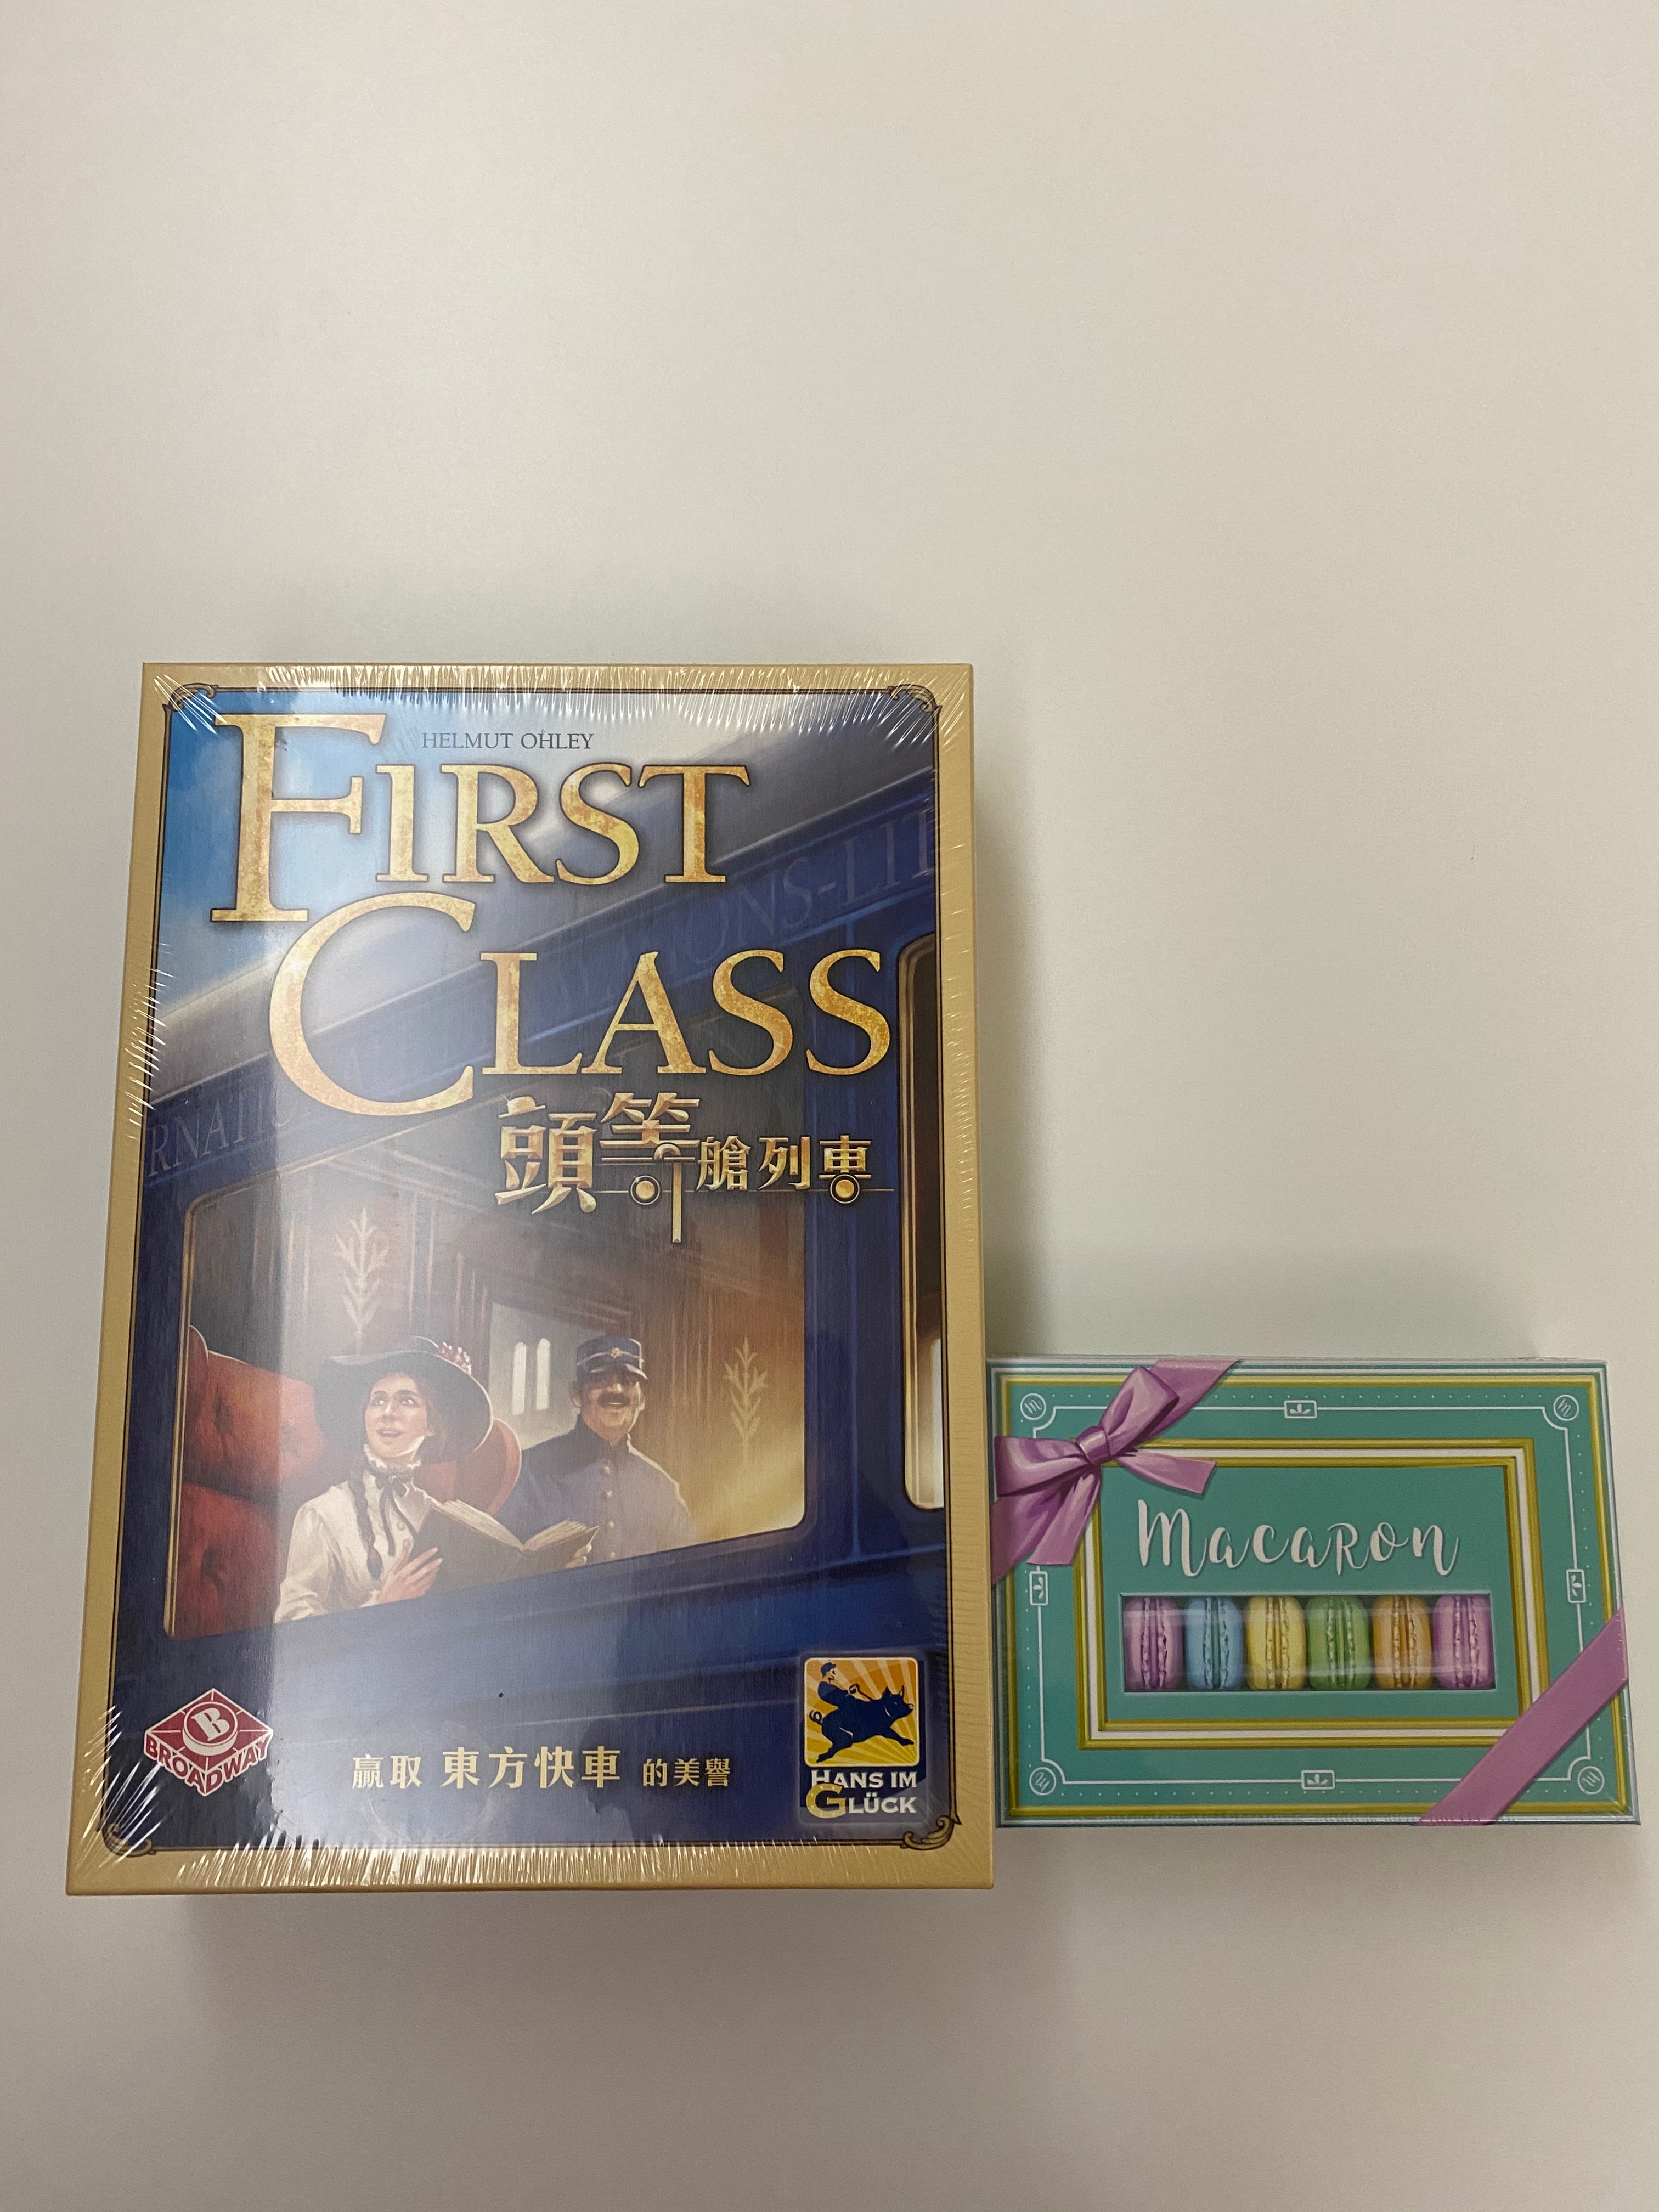 HELMUT OHLEY
FIRST
CLASS
頭等艙列車
贏取 東方快車 的美譽
B
BROADWAY
HANS IM
GLÜCK
Macaron